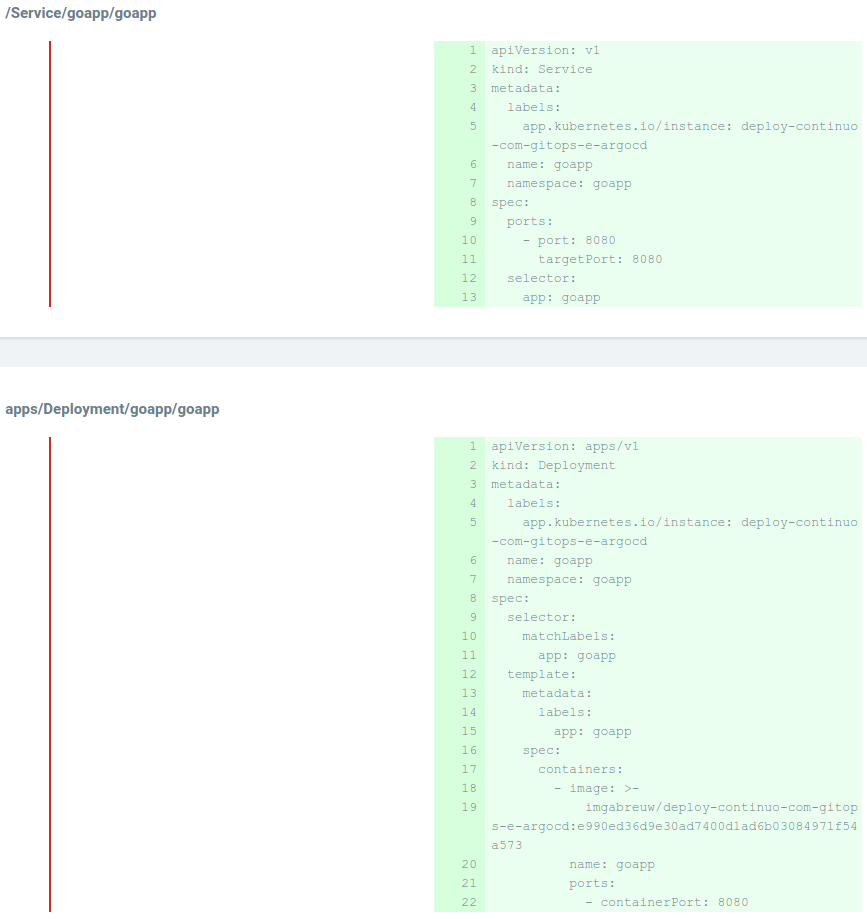 /Service/goapp/goapp
1 apiVersion: v1
2 kind: Service
3 metadata:
4   labels:
5     app.kubernetes.io/instance: deploy-continuo
-com-gitops-e-argocd
6   name: goapp
7   namespace: goapp
8 spec:
9   ports:
10     - port: 8080
11       targetPort: 8080
12   selector:
13     app: goapp
apps/Deployment/goapp/goapp
1 apiVersion: apps/v1
2 kind: Deployment
3 metadata:
4   labels:
5     app.kubernetes.io/instance: deploy-continuo
-com-gitops-e-argocd
6   name: goapp
7   namespace: goapp
8 spec:
9   selector:
10     matchLabels:
11       app: goapp
12   template:
13     metadata:
14       labels:
15         app: goapp
16     spec:
17       containers:
18         - image: >-
19             imgabreuw/deploy-continuo-com-gitop
s-e-argocd:e990ed36d9e30ad7400d1ad6b03084971f54
a573
20           name: goapp
21           ports:
22             - containerPort: 8080